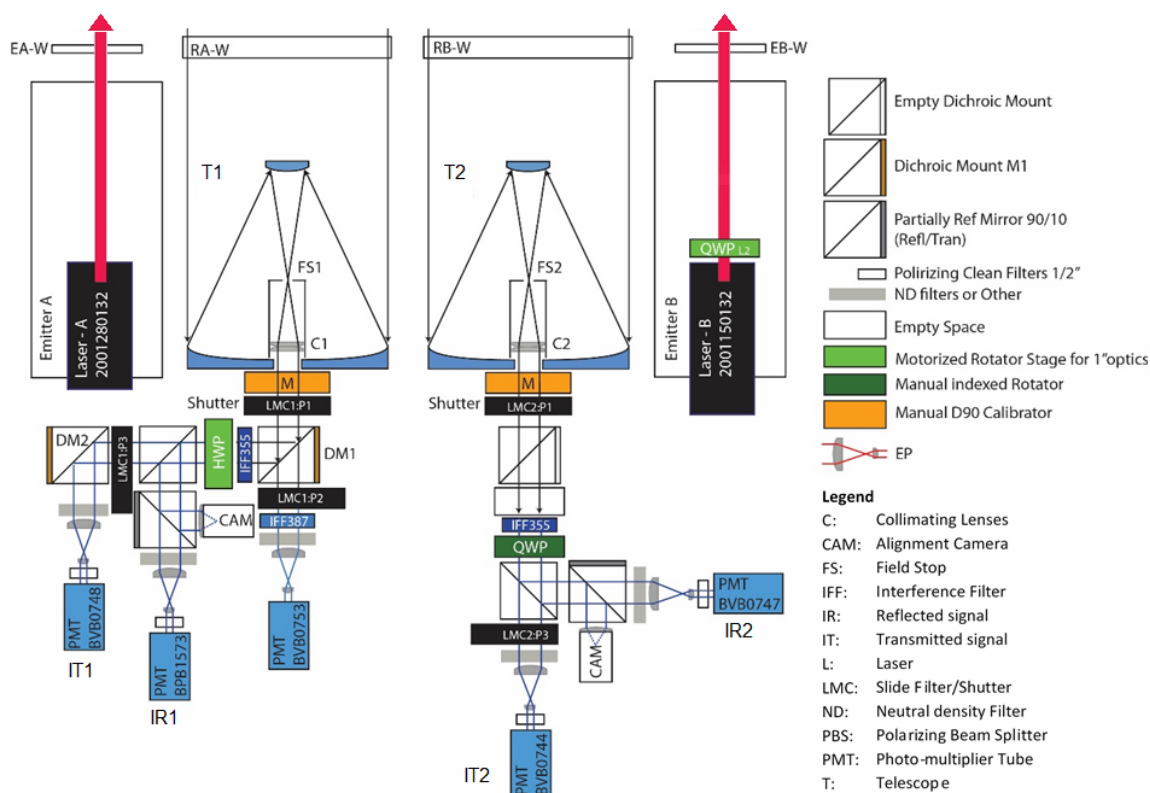 EA-W
RA-W
RB-W
EB-W
T1
T2
Emitter A
Laser - A
2001280132
Emitter B
Laser - B
2001150132
QWP L2
FS1
FS2
C1
C2
M
M
Shutter
LMC1:P1
Shutter
LMC2:P1
DM2
LMC1:P3
HWP
IFF355
DM1
LMC1:P2
CAM
IFF387
IFF355
QWP
PMT
BVB0748
PMT
BPB1573
PMT
BVB0753
PMT
BVB0747
IR2
LMC2:P3
CAM
IT1
IR1
IT2
PMT
BVB0744
Empty Dichroic Mount
Dichroic Mount M1
Partially Ref Mirror 90/10
(Refl/Tran)
Polirizing Clean Filters 1/2”
ND filters or Other
Empty Space
Motorized Rotator Stage for 1”optics
Manual indexed Rotator
Manual D90 Calibrator
EP
Legend
C: Collimating Lenses
CAM: Alignment Camera
FS: Field Stop
IFF: Interference Filter
IR: Reflected signal
IT: Transmitted signal
L: Laser
LMC: Slide Filter/Shutter
ND: Neutral density Filter
PBS: Polarizing Beam Splitter
PMT: Photo-multiplier Tube
T: Telescope